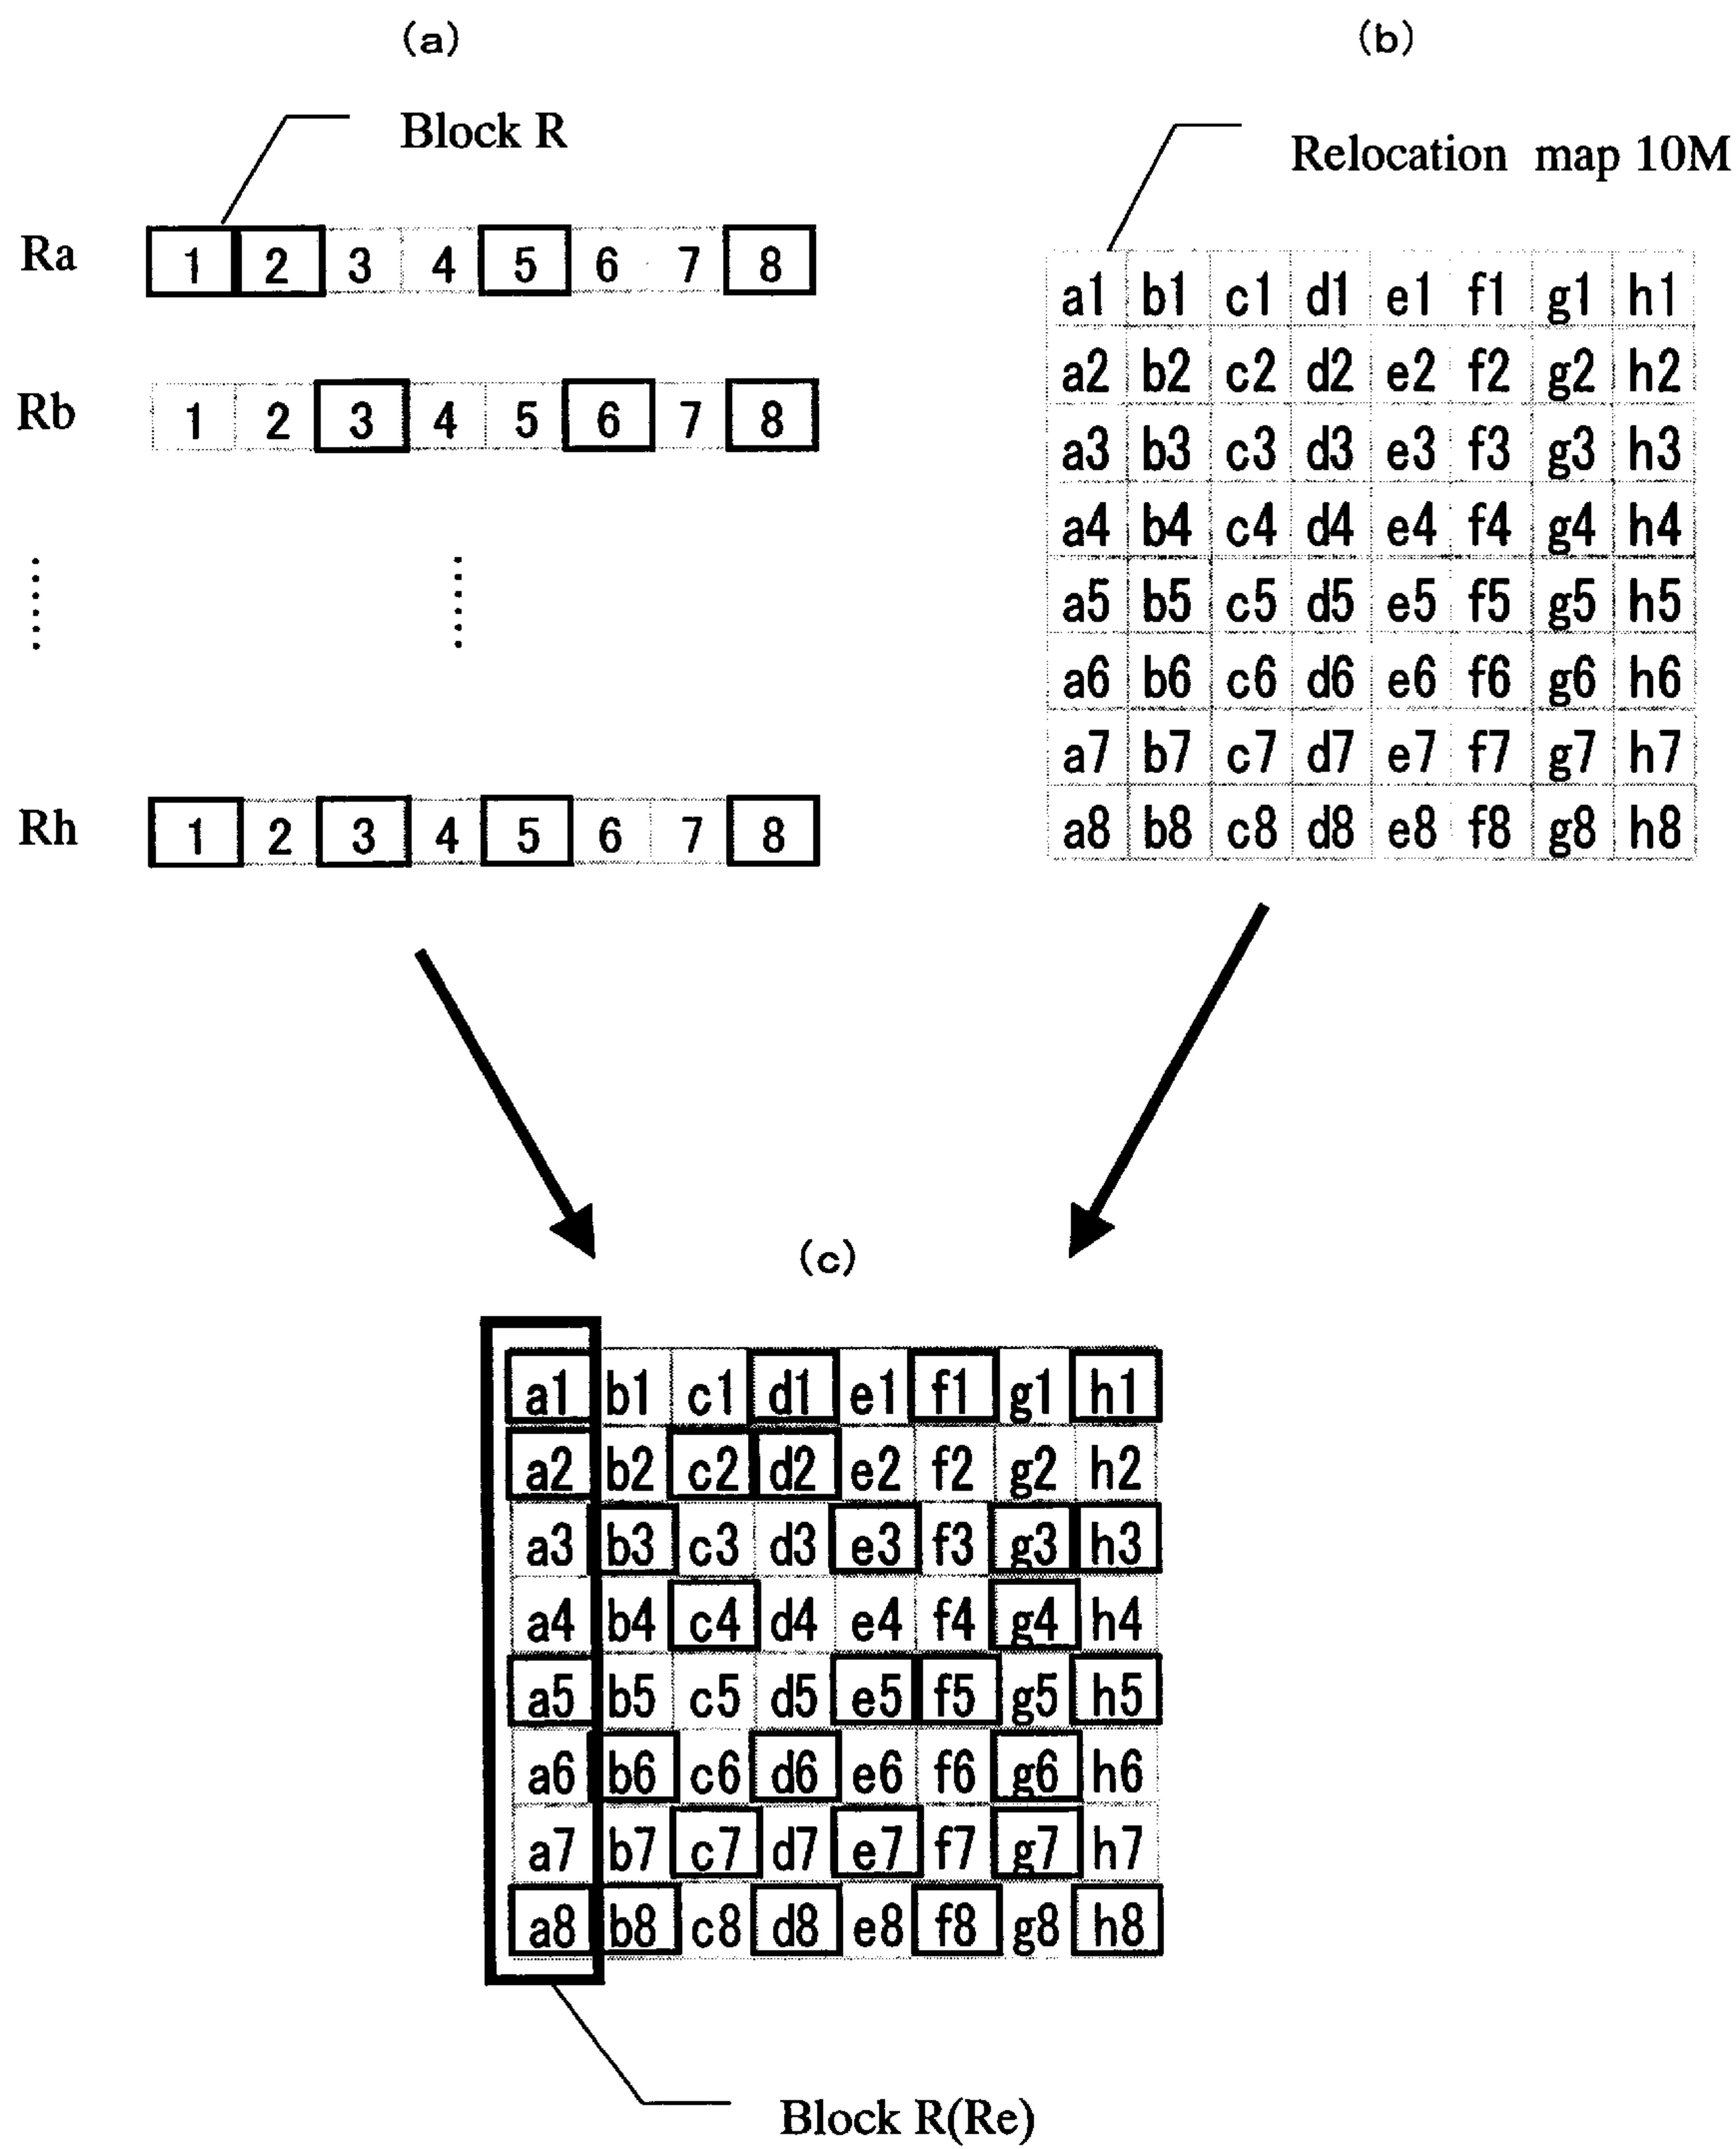 (a)
(b)
Block R
Relocation map 10M
Ra 1 2 3 4 5 6 7 8
Rb 1 2 3 4 5 6 7 8
Rh 1 2 3 4 5 6 7 8
a1 b1 c1 d1 e1 f1 g1 h1
a2 b2 c2 d2 e2 f2 g2 h2
a3 b3 c3 d3 e3 f3 g3 h3
a4 b4 c4 d4 e4 f4 g4 h4
a5 b5 c5 d5 e5 f5 g5 h5
a6 b6 c6 d6 e6 f6 g6 h6
a7 b7 c7 d7 e7 f7 g7 h7
a8 b8 c8 d8 e8 f8 g8 h8
(c)
a1 b1 c1 d1 e1 f1 g1 h1
a2 b2 c2 d2 e2 f2 g2 h2
a3 b3 c3 d3 e3 f3 g3 h3
a4 b4 c4 d4 e4 f4 g4 h4
a5 b5 c5 d5 e5 f5 g5 h5
a6 b6 c6 d6 e6 f6 g6 h6
a7 b7 c7 d7 e7 f7 g7 h7
a8 b8 c8 d8 e8 f8 g8 h8
Block R(Re)